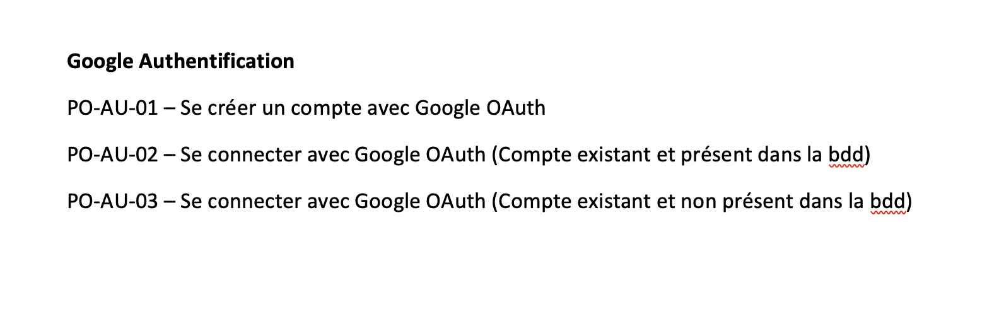 Google Authentification
PO-AU-01 – Se créer un compte avec Google OAuth
PO-AU-02 – Se connecter avec Google OAuth (Compte existant et présent dans la bdd)
PO-AU-03 – Se connecter avec Google OAuth (Compte existant et non présent dans la bdd)